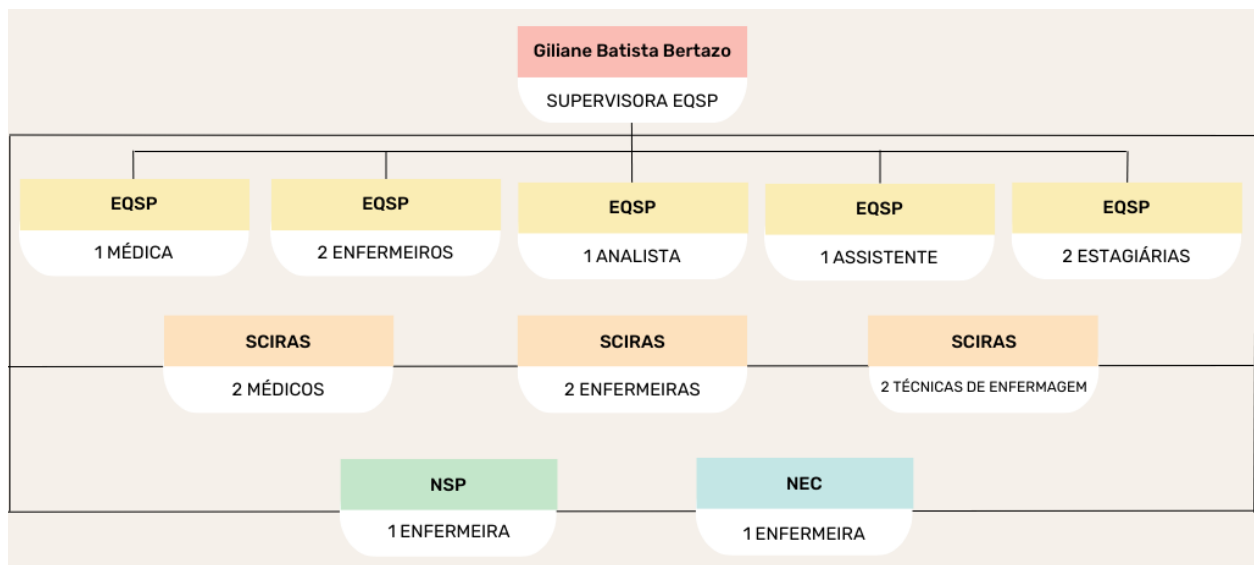 Giliane Batista Bertazo
SUPERVISORA EQSP
EQSP
1 MÉDICA
EQSP
2 ENFERMEIROS
EQSP
1 ANALISTA
EQSP
1 ASSISTENTE
EQSP
2 ESTAGIÁRIAS
SCIRAS
2 MÉDICOS
SCIRAS
2 ENFERMEIRAS
SCIRAS
2 TÉCNICAS DE ENFERMAGEM
NSP
1 ENFERMEIRA
NEC
1 ENFERMEIRA